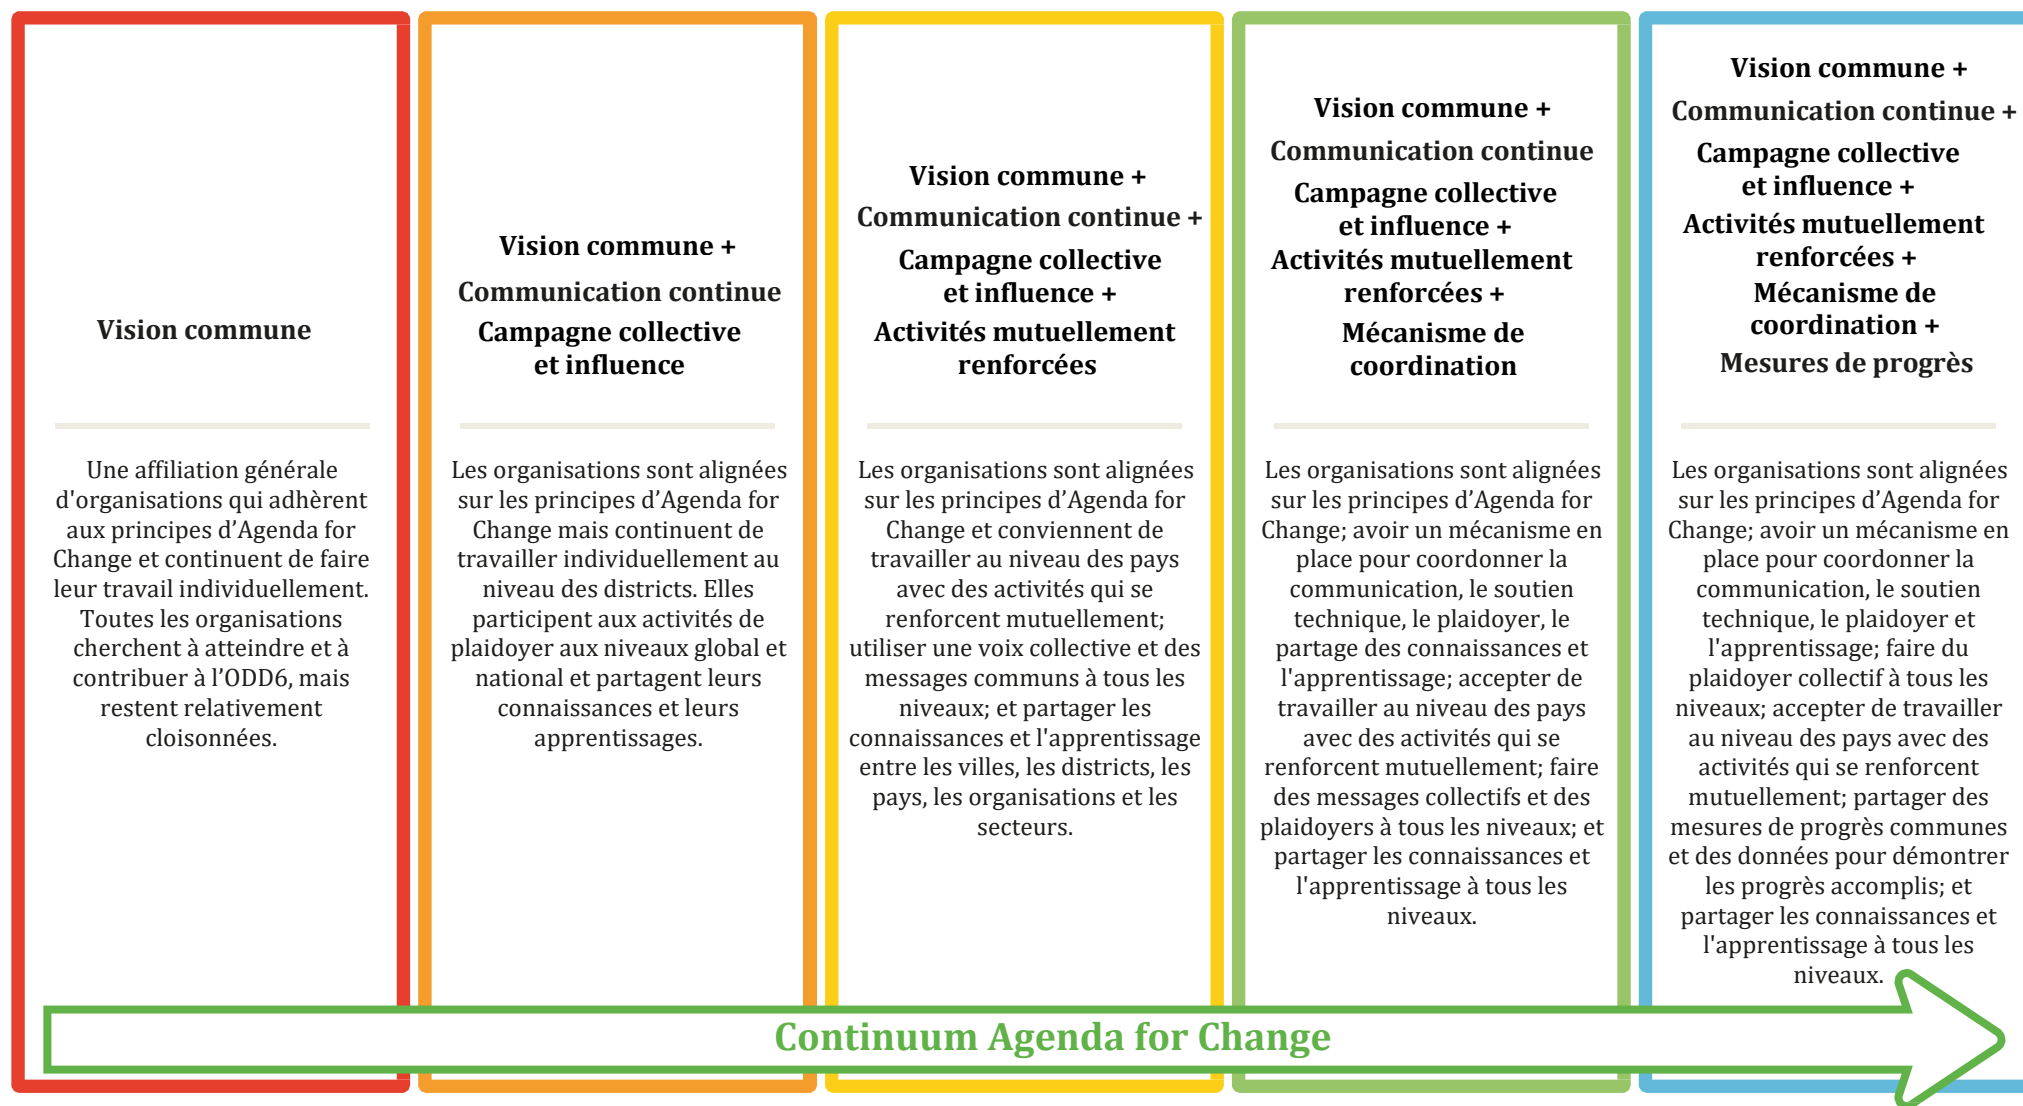 Vision commune
Une affiliation générale
d'organisations qui adhèrent
aux principes d’Agenda for
Change et continuent de faire
leur travail individuellement.
Toutes les organisations
cherchent à atteindre et à
contribuer à l’ODD6, mais
restent relativement
cloisonnées.
Vision commune +
Communication continue
Campagne collective
et influence
Les organisations sont alignées
sur les principes d’Agenda for
Change mais continuent de
travailler individuellement au
niveau des districts. Elles
participent aux activités de
plaidoyer aux niveaux global et
national et partagent leurs
connaissances et leurs
apprentissages.
Vision commune +
Communication continue +
Campagne collective
et influence +
Activités mutuellement
renforcées
Les organisations sont alignées
sur les principes d’Agenda for
Change et conviennent de
travailler au niveau des pays
avec des activités qui se
renforcent mutuellement;
utiliser une voix collective et des
messages communs à tous les
niveaux; et partager les
connaissances et l'apprentissage
entre les villes, les districts, les
pays, les organisations et les
secteurs.
Vision commune +
Communication continue
Campagne collective
et influence +
Activités mutuellement
renforcées +
Mécanisme de
coordination
Les organisations sont alignées
sur les principes d’Agenda for
Change; avoir un mécanisme en
place pour coordonner la
communication, le soutien
technique, le plaidoyer, le
partage des connaissances et
l'apprentissage; accepter de
travailler au niveau des pays
avec des activités qui se
renforcent mutuellement; faire
des messages collectifs et des
plaidoyers à tous les niveaux; et
partager les connaissances et
l'apprentissage à tous les
niveaux.
Vision commune +
Communication continue +
Campagne collective
et influence +
Activités mutuellement
renforcées +
Mécanisme de
coordination +
Mesures de progrès
Les organisations sont alignées
sur les principes d’Agenda for
Change; avoir un mécanisme en
place pour coordonner la
communication, le soutien
technique, le plaidoyer et
l'apprentissage; faire du
plaidoyer collectif à tous les
niveaux; accepter de travailler
au niveau des pays avec des
activités qui se renforcent
mutuellement; partager des
mesures de progrès communes
et des données pour démontrer
les progrès accomplis; et
partager les connaissances et
l'apprentissage à tous les
niveaux.
Continuum Agenda for Change